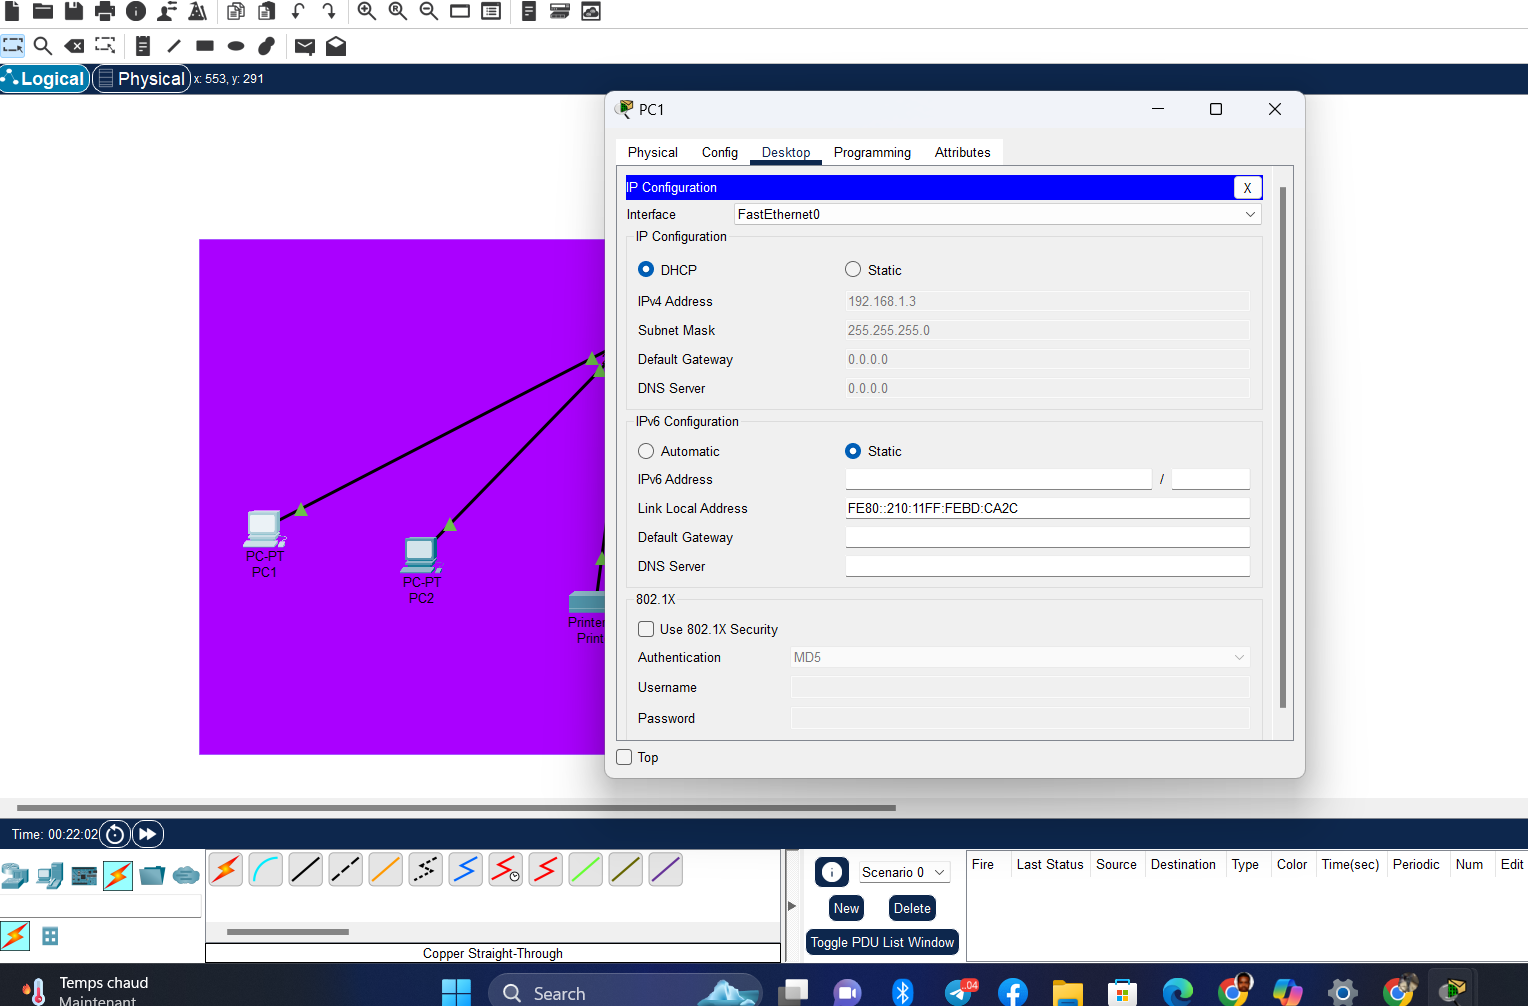 Logical
Physical
x: 553, y: 291
PC1
Physical
Config
Desktop
Programming
Attributes
IP Configuration
X
Interface
FastEthernet0
IP Configuration
DHCP
Static
IPv4 Address
192.168.1.3
Subnet Mask
255.255.255.0
Default Gateway
0.0.0.0
DNS Server
0.0.0.0
IPv6 Configuration
Automatic
Static
IPv6 Address
/
Link Local Address
FE80::210:11FF:FEBD:CA2C
Default Gateway
DNS Server
802.1X
Use 802.1X Security
Authentication
MD5
Username
Password
Top
PC-PT
PC1
PC-PT
PC2
Printer
Print
Time: 00:22:02
Copper Straight-Through
Scenario 0
New
Delete
Toggle PDU List Window
Fire
Last Status
Source
Destination
Type
Color
Time(sec)
Periodic
Num
Edit
Temps chaud
Maintenant
Search
.04